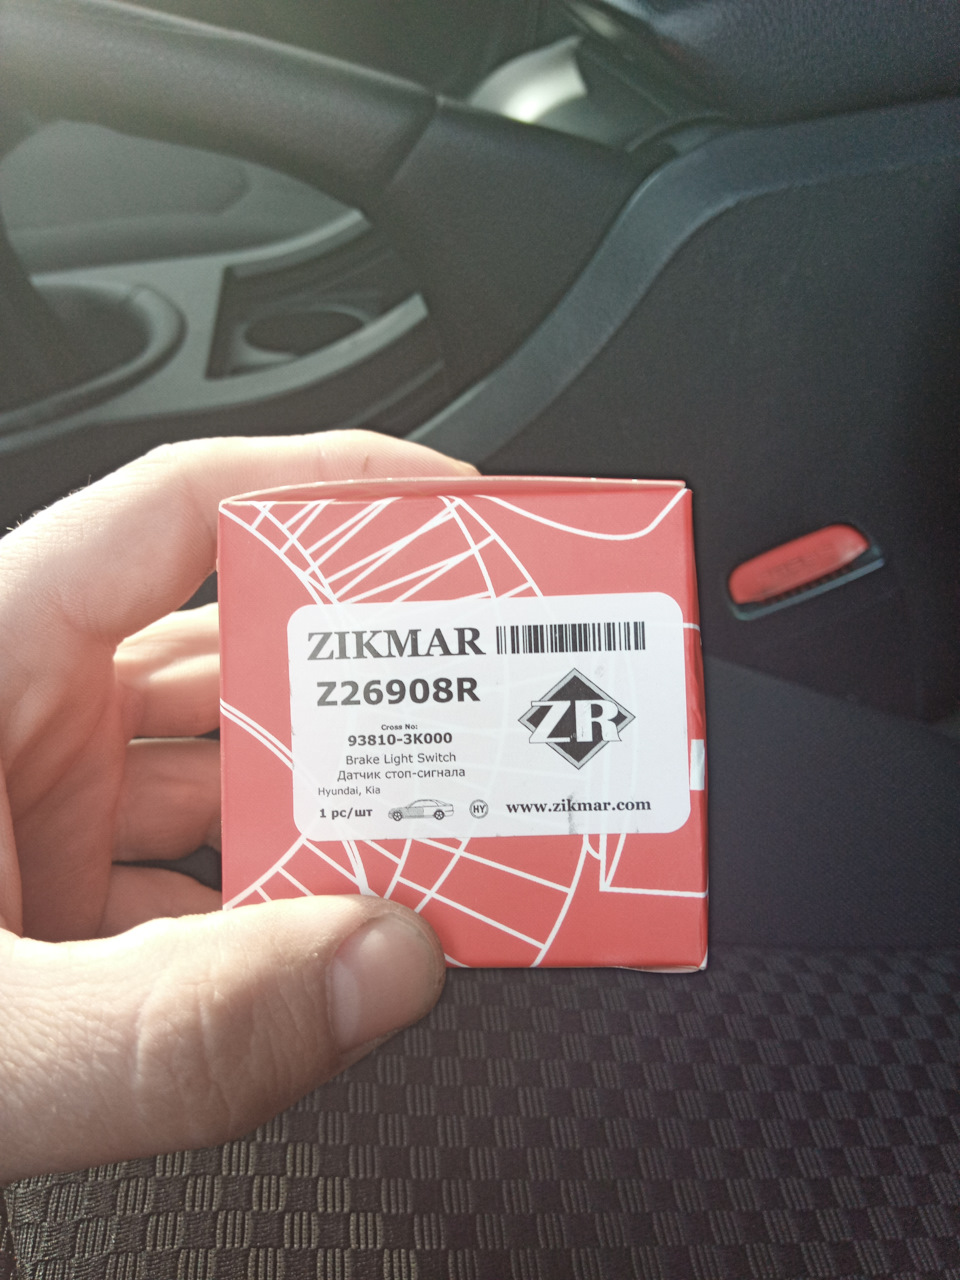 ZIKMAR
Z26908R
Cross No:
93810-3K000
Brake Light Switch
Датчик стоп-сигнала
Hyundai, Kia
1 pc/шт
HY
www.zikmar.com
ZR